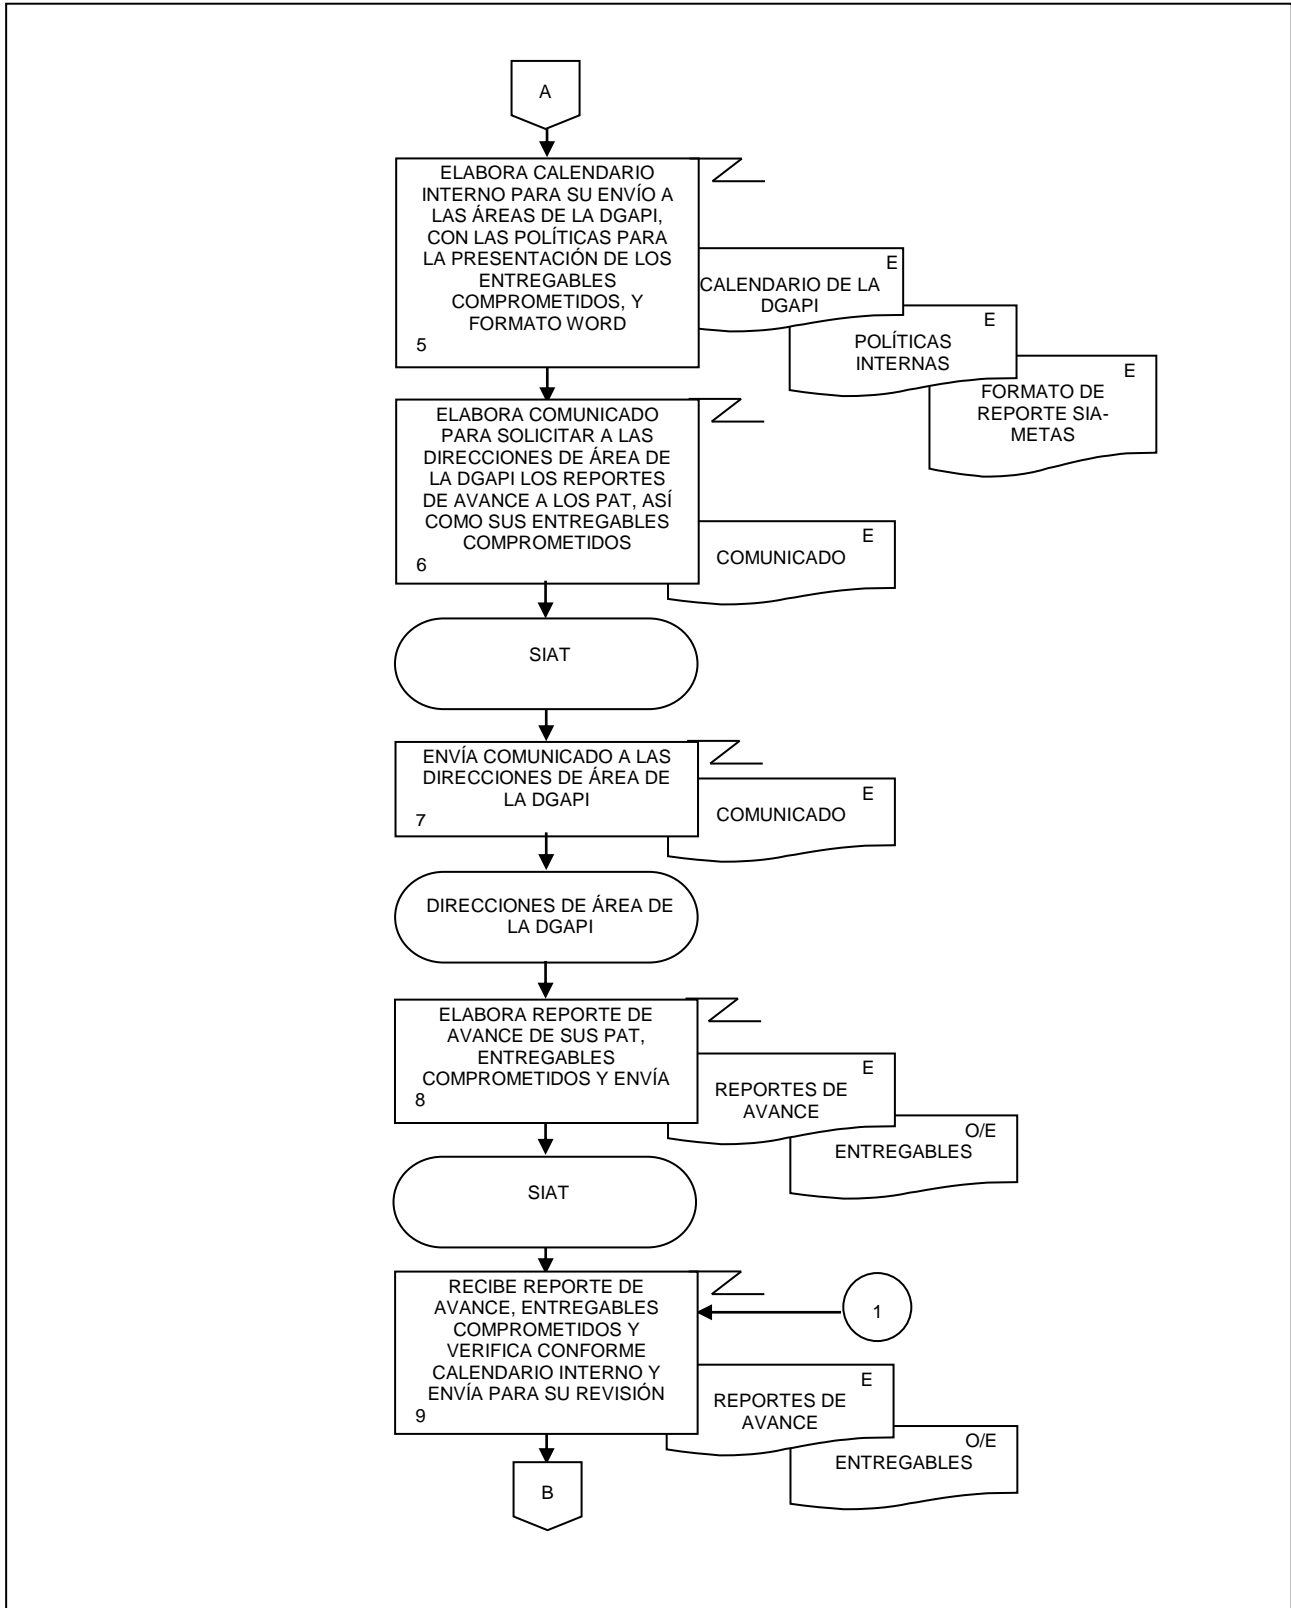 A
ELABORA CALENDARIO
INTERNO PARA SU ENVÍO A
LAS ÁREAS DE LA DGAPI,
CON LAS POLÍTICAS PARA
LA PRESENTACIÓN DE LOS
ENTREGABLES
COMPROMETIDOS, Y
FORMATO WORD
5
E
CALENDARIO DE LA
DGAPI
E
POLÍTICAS
INTERNAS
E
FORMATO DE
REPORTE SIA-
METAS
ELABORA COMUNICADO
PARA SOLICITAR A LAS
DIRECCIONES DE ÁREA DE
LA DGAPI LOS REPORTES
DE AVANCE A LOS PAT, ASÍ
COMO SUS ENTREGABLES
COMPROMETIDOS
6
E
COMUNICADO
SIAT
ENVÍA COMUNICADO A LAS
DIRECCIONES DE ÁREA DE
LA DGAPI
7
E
COMUNICADO
DIRECCIONES DE ÁREA DE
LA DGAPI
ELABORA REPORTE DE
AVANCE DE SUS PAT,
ENTREGABLES
COMPROMETIDOS Y ENVÍA
8
E
REPORTES DE
AVANCE
O/E
ENTREGABLES
SIAT
RECIBE REPORTE DE
AVANCE, ENTREGABLES
COMPROMETIDOS Y
VERIFICA CONFORME
CALENDARIO INTERNO Y
ENVÍA PARA SU REVISIÓN
9
1
E
REPORTES DE
AVANCE
O/E
ENTREGABLES
B